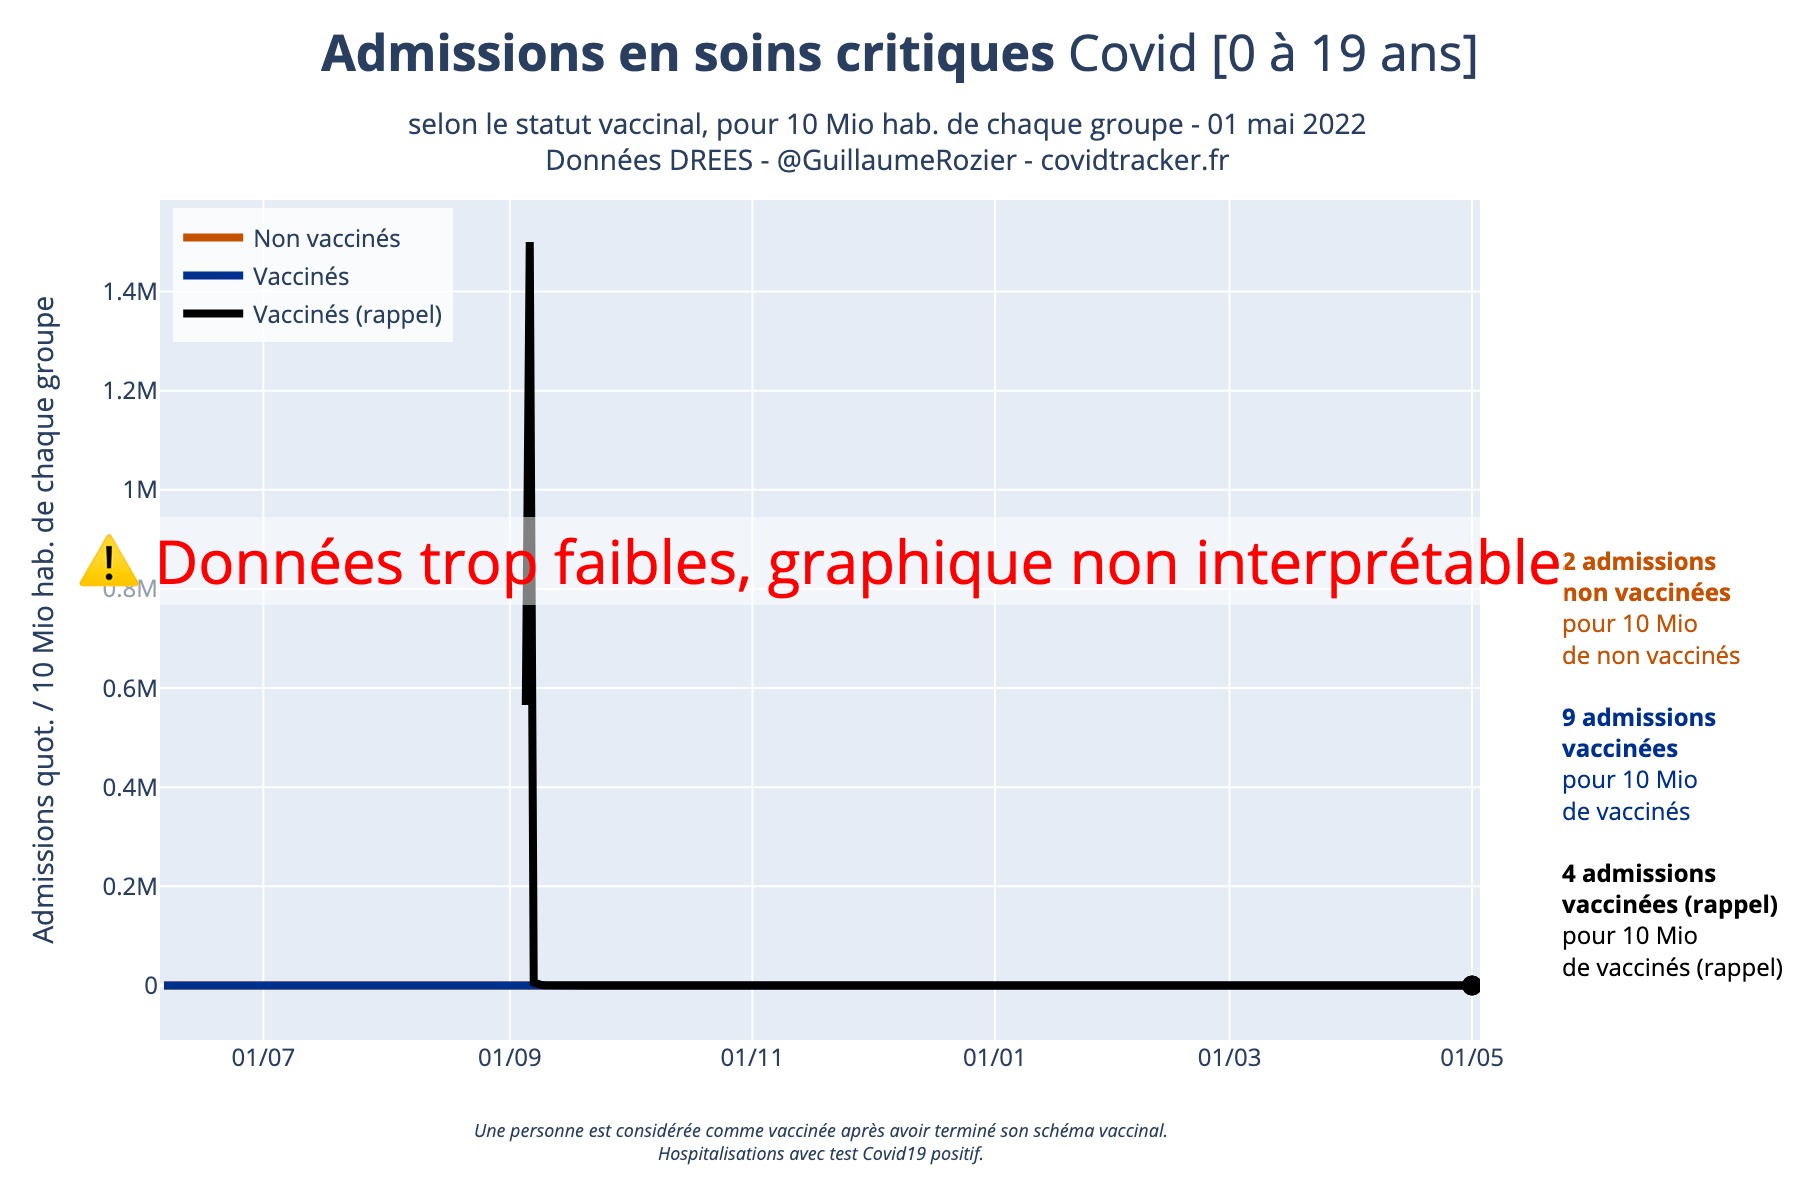 Admissions en soins critiques Covid [0 à 19 ans]
selon le statut vaccinal, pour 10 Mio hab. de chaque groupe - 01 mai 2022
Données DREES - @GuillaumeRozier - covidtracker.fr
Non vaccinés
Vaccinés
Vaccinés (rappel)
Admissions quot. / 10 Mio hab. de chaque groupe
1.4M
1.2M
1M
0.8M
0.6M
0.4M
0.2M
0
⚠️ Données trop faibles, graphique non interprétable
2 admissions
non vaccinées
pour 10 Mio
de non vaccinés
9 admissions
vaccinées
pour 10 Mio
de vaccinés
4 admissions
vaccinées (rappel)
pour 10 Mio
de vaccinés (rappel)
01/07 01/09 01/11 01/01 01/03 01/05
Une personne est considérée comme vaccinée après avoir terminé son schéma vaccinal.
Hospitalisations avec test Covid19 positif.